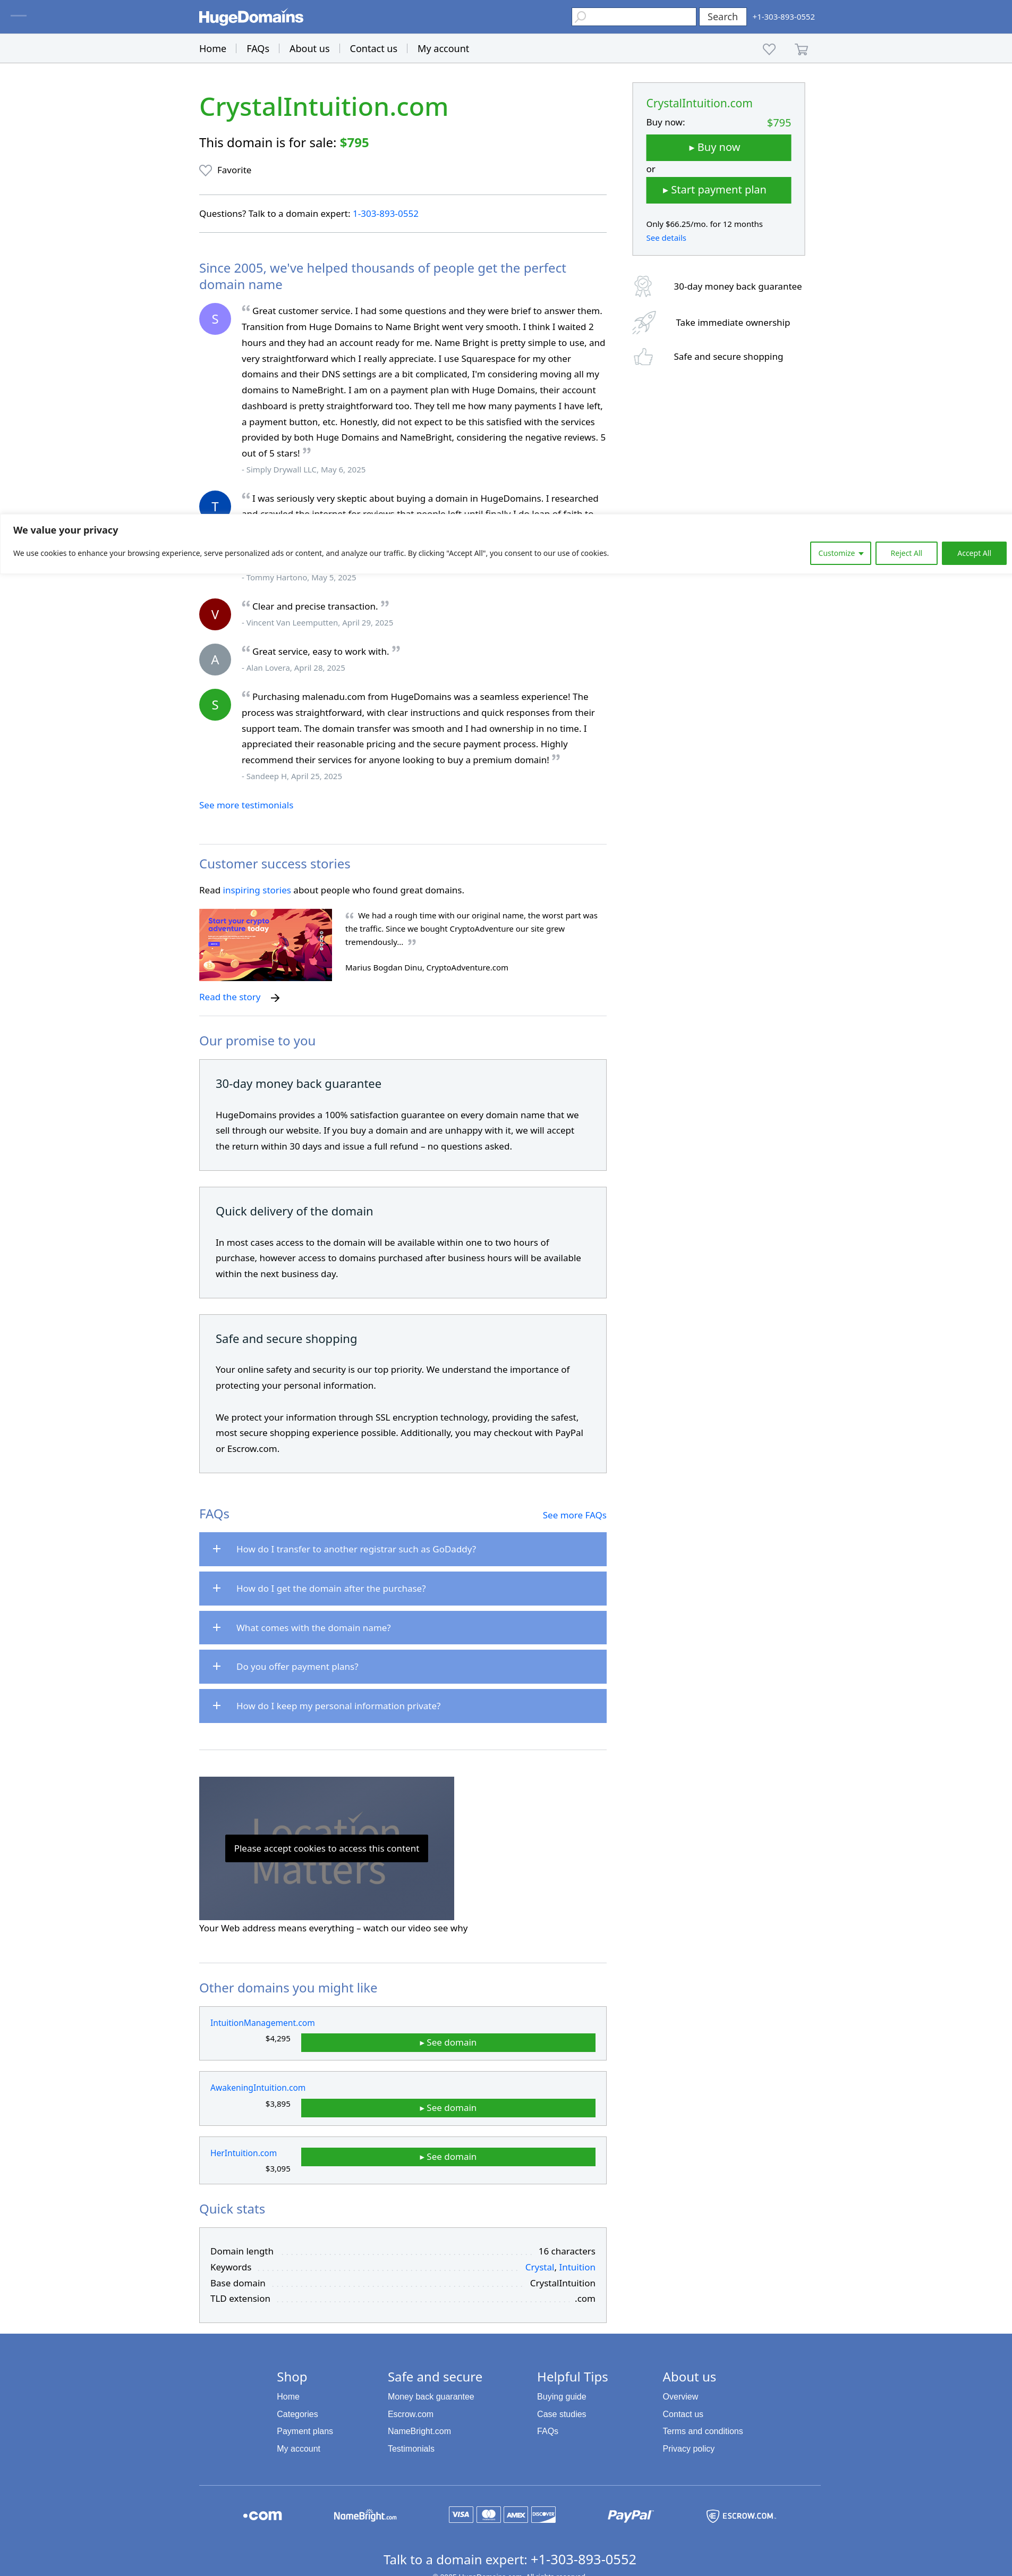 HugeDomains
Search
+1-303-893-0552
Home
FAQs
About us
Contact us
My account
CrystalIntuition.com
This domain is for sale: $795
Favorite
Questions? Talk to a domain expert: 1-303-893-0552
CrystalIntuition.com
Buy now:
$795
▸ Buy now
or
▸ Start payment plan
Only $66.25/mo. for 12 months
See details
30-day money back guarantee
Take immediate ownership
Safe and secure shopping
Since 2005, we've helped thousands of people get the perfect
domain name
S
“ Great customer service. I had some questions and they were brief to answer them.
Transition from Huge Domains to Name Bright went very smooth. I think I waited 2
hours and they had an account ready for me. Name Bright is pretty simple to use, and
very straightforward which I really appreciate. I use Squarespace for my other
domains and their DNS settings are a bit complicated, I'm considering moving all my
domains to NameBright. I am on a payment plan with Huge Domains, their account
dashboard is pretty straightforward too. They tell me how many payments I have left,
a payment button, etc. Honestly, did not expect to be this satisfied with the services
provided by both Huge Domains and NameBright, considering the negative reviews. 5
out of 5 stars! ”
- Simply Drywall LLC, May 6, 2025
T
“ I was seriously very skeptic about buying a domain in HugeDomains. I researched
and crawled the internet for reviews that people left until finally I do leap of faith to
We value your privacy
We use cookies to enhance your browsing experience, serve personalized ads or content, and analyze our traffic. By clicking "Accept All", you consent to our use of cookies.
Customize
Reject All
Accept All
- Tommy Hartono, May 5, 2025
V
“ Clear and precise transaction. ”
- Vincent Van Leemputten, April 29, 2025
A
“ Great service, easy to work with. ”
- Alan Lovera, April 28, 2025
S
“ Purchasing malenadu.com from HugeDomains was a seamless experience! The
process was straightforward, with clear instructions and quick responses from their
support team. The domain transfer was smooth and I had ownership in no time. I
appreciated their reasonable pricing and the secure payment process. Highly
recommend their services for anyone looking to buy a premium domain! ”
- Sandeep H, April 25, 2025
See more testimonials
Customer success stories
Read inspiring stories about people who found great domains.
Start your crypto
adventure today
“ We had a rough time with our original name, the worst part was
the traffic. Since we bought CryptoAdventure our site grew
tremendously... ”
Marius Bogdan Dinu, CryptoAdventure.com
Read the story
Our promise to you
30-day money back guarantee
HugeDomains provides a 100% satisfaction guarantee on every domain name that we
sell through our website. If you buy a domain and are unhappy with it, we will accept
the return within 30 days and issue a full refund – no questions asked.
Quick delivery of the domain
In most cases access to the domain will be available within one to two hours of
purchase, however access to domains purchased after business hours will be available
within the next business day.
Safe and secure shopping
Your online safety and security is our top priority. We understand the importance of
protecting your personal information.
We protect your information through SSL encryption technology, providing the safest,
most secure shopping experience possible. Additionally, you may checkout with PayPal
or Escrow.com.
FAQs
See more FAQs
+ How do I transfer to another registrar such as GoDaddy?
+ How do I get the domain after the purchase?
+ What comes with the domain name?
+ Do you offer payment plans?
+ How do I keep my personal information private?
Location
Please accept cookies to access this content
Matters
Your Web address means everything – watch our video see why
Other domains you might like
IntuitionManagement.com
$4,295
▸ See domain
AwakeningIntuition.com
$3,895
▸ See domain
HerIntuition.com
▸ See domain
$3,095
Quick stats
Domain length 16 characters
Keywords Crystal, Intuition
Base domain CrystalIntuition
TLD extension .com
Shop
Home
Categories
Payment plans
My account
Safe and secure
Money back guarantee
Escrow.com
NameBright.com
Testimonials
Helpful Tips
Buying guide
Case studies
FAQs
About us
Overview
Contact us
Terms and conditions
Privacy policy
.com
NameBright.com
VISA
MasterCard
AMEX
DISCOVER
PayPal
ESCROW.COM
Talk to a domain expert: +1-303-893-0552
© 2025 HugeDomains.com. All rights reserved.